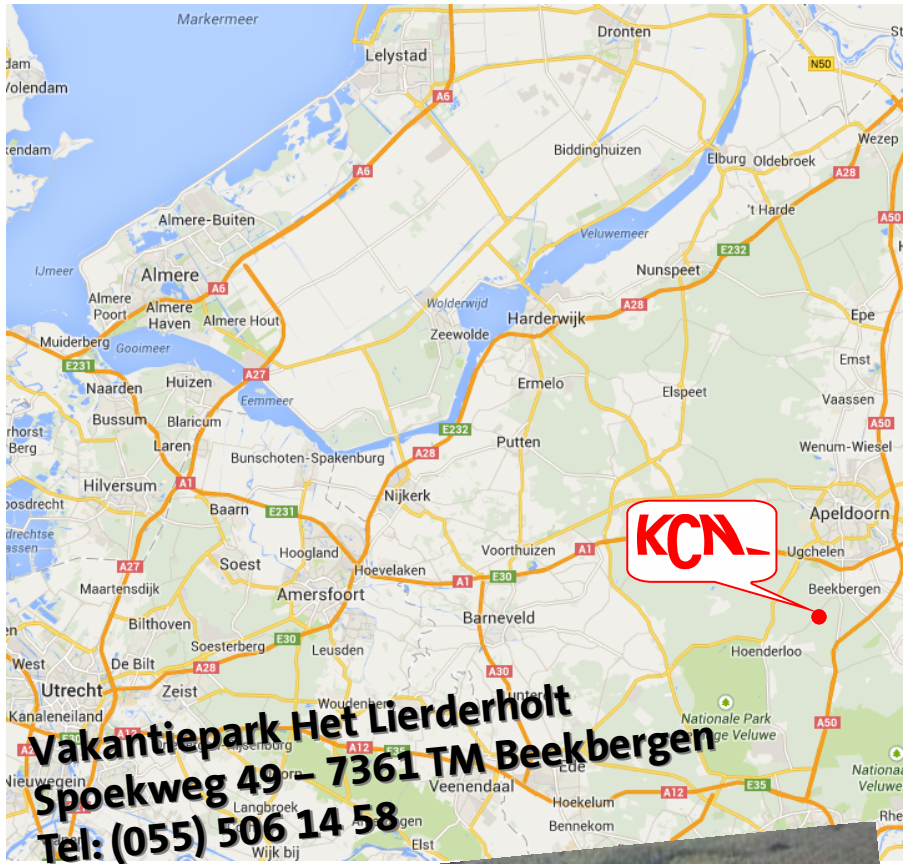 Markermeer
Dronten
Lelystad
N50
Volendam
A6
Wezep
Biddinghuizen
Elburg Oldebroek
A28
A6
't Harde
A50
Almere-Buiten
Veluwemeer
E232
IJmeer
Almere
Nunspeet
A6
Almere Poort
Almere Haven
Almere Hout
Wolderwijd
Harderwijk
A28
Epe
Zeewolde
Muiderberg
Gooimeer
E231
Emst
A27
Naarden
Huizen
Ermelo
Elspeet
Eemmeer
Vaassen
Bussum
Blaricum
E232
A50
Laren
Putten
Wenum-Wiesel
Bunschoten-Spakenburg
A28
Hilversum
A1
Nijkerk
Baarn
E231
Apeldoorn
KCN
Hoogland
Voorthuizen
A1
Ugchelen
Soest
Hoevelaken
A27
A1
E30
Maartensdijk
Amersfoort
Beekbergen
Bilthoven
Barneveld
Soesterberg
E30
Leusden
Hoenderloo
West
De Bilt
A28
A30
Utrecht
Zeist
Kanaleneiland
Nationale Park
A50
Vakantiepark Het Lierderholt
Spoekweg 49 – 7361 TM Beekbergen
Tel: (055) 506 14 58
A12
E35
Ede
Veenendaal
A12
E35
Nieuwegein
Hoekelum
Langbroek
Bennekom
Elst
Wijk bij